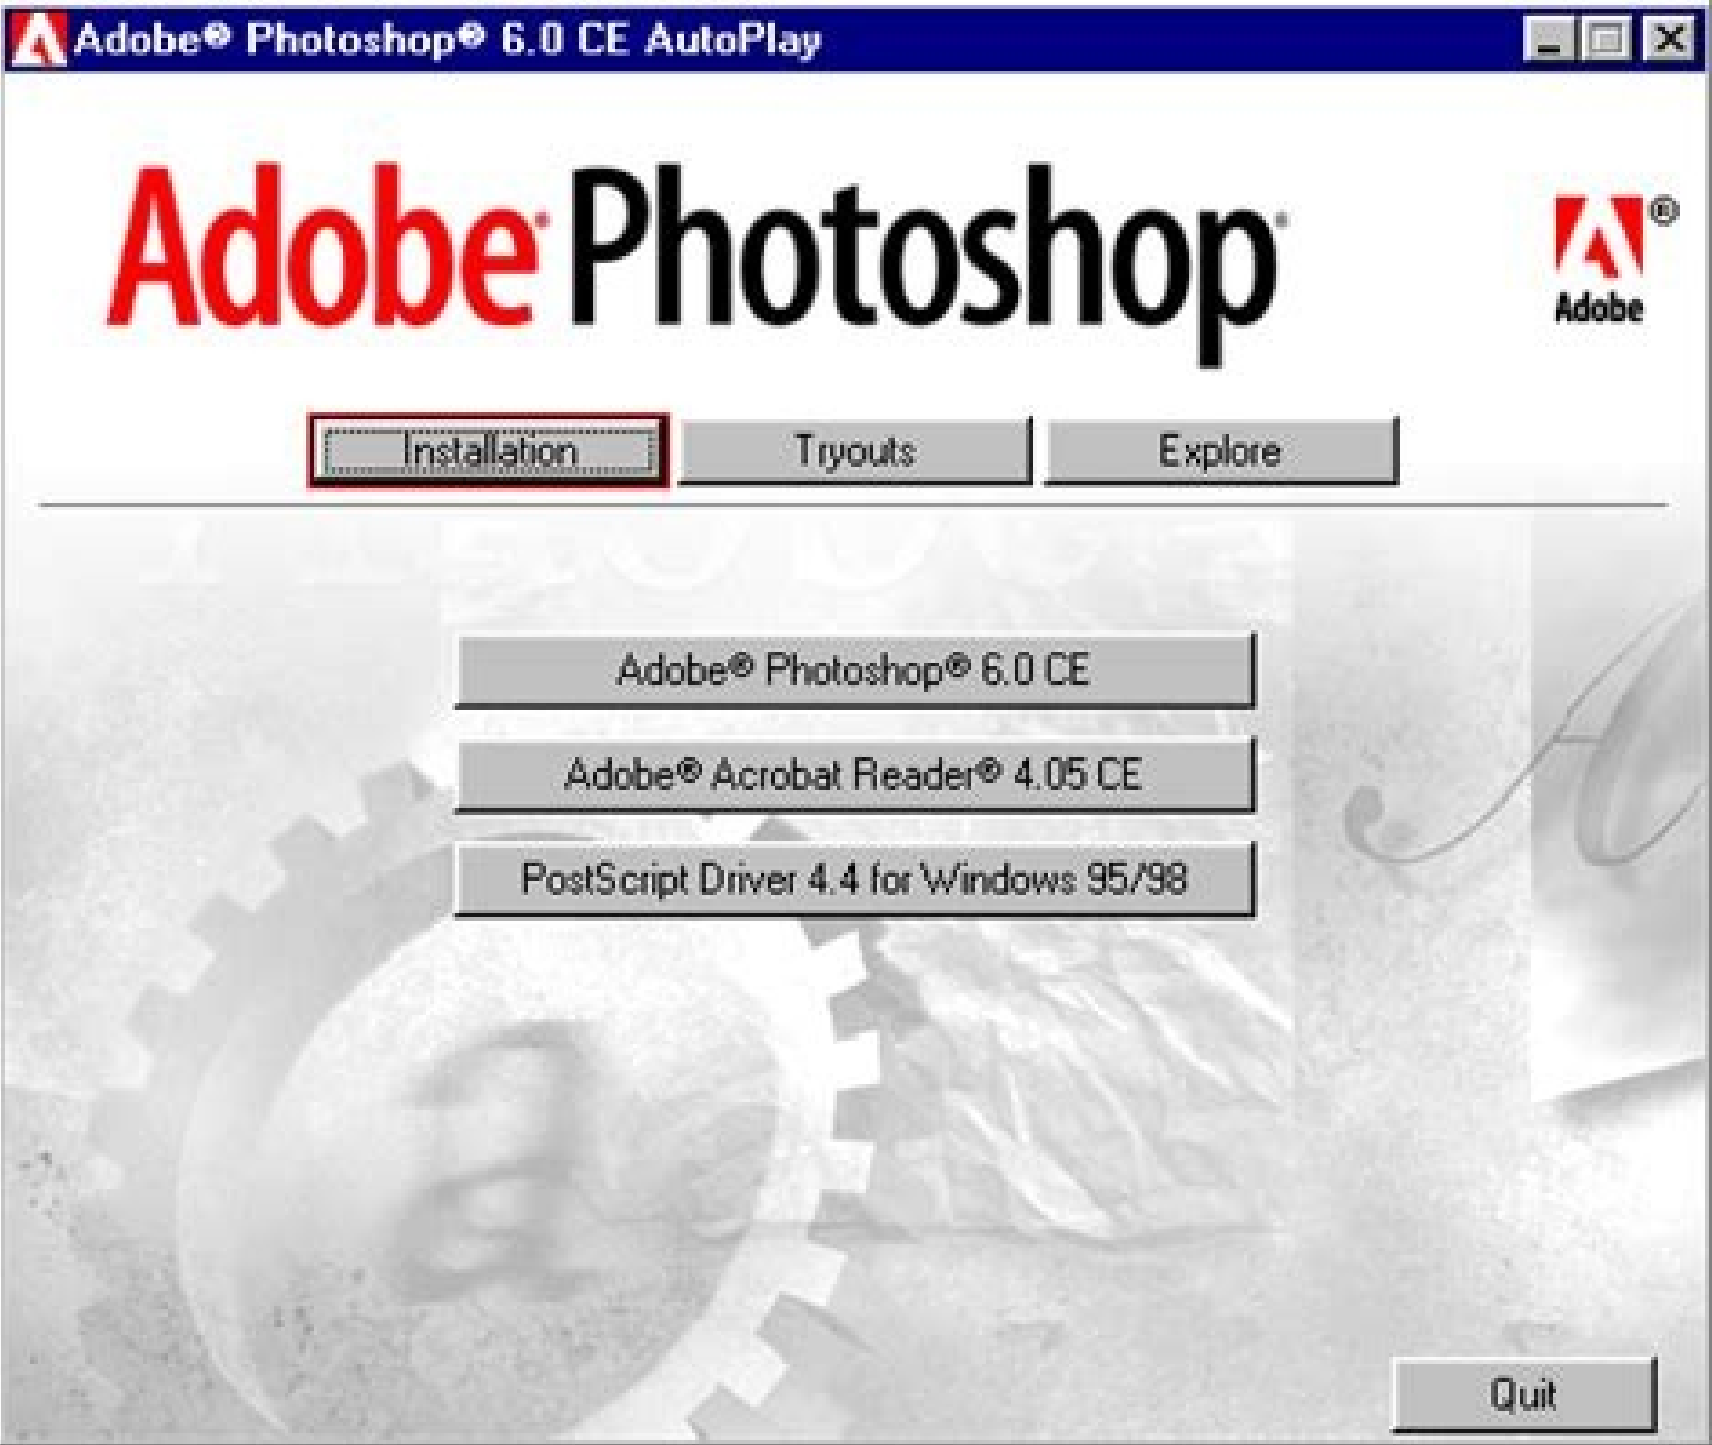 Adobe® Photoshop® 6.0 CE AutoPlay
Adobe® Photoshop®
®
Adobe
Installation
Tryouts
Explore
Adobe® Photoshop® 6.0 CE
Adobe® Acrobat Reader® 4.05 CE
PostScript Driver 4.4 for Windows 95/98
Quit